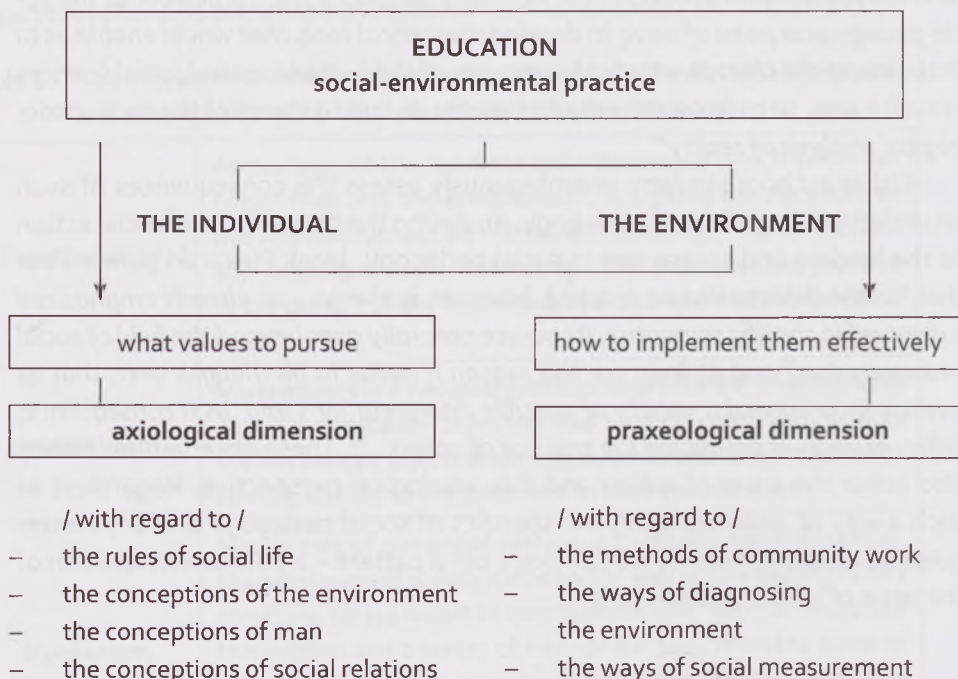 EDUCATION
social-environmental practice
THE INDIVIDUAL
THE ENVIRONMENT
what values to pursue
how to implement them effectively
axiological dimension
praxeological dimension
/ with regard to /
– the rules of social life
– the conceptions of the environment
– the conceptions of man
– the conceptions of social relations
/ with regard to /
– the methods of community work
– the ways of diagnosing
the environment
– the ways of social measurement